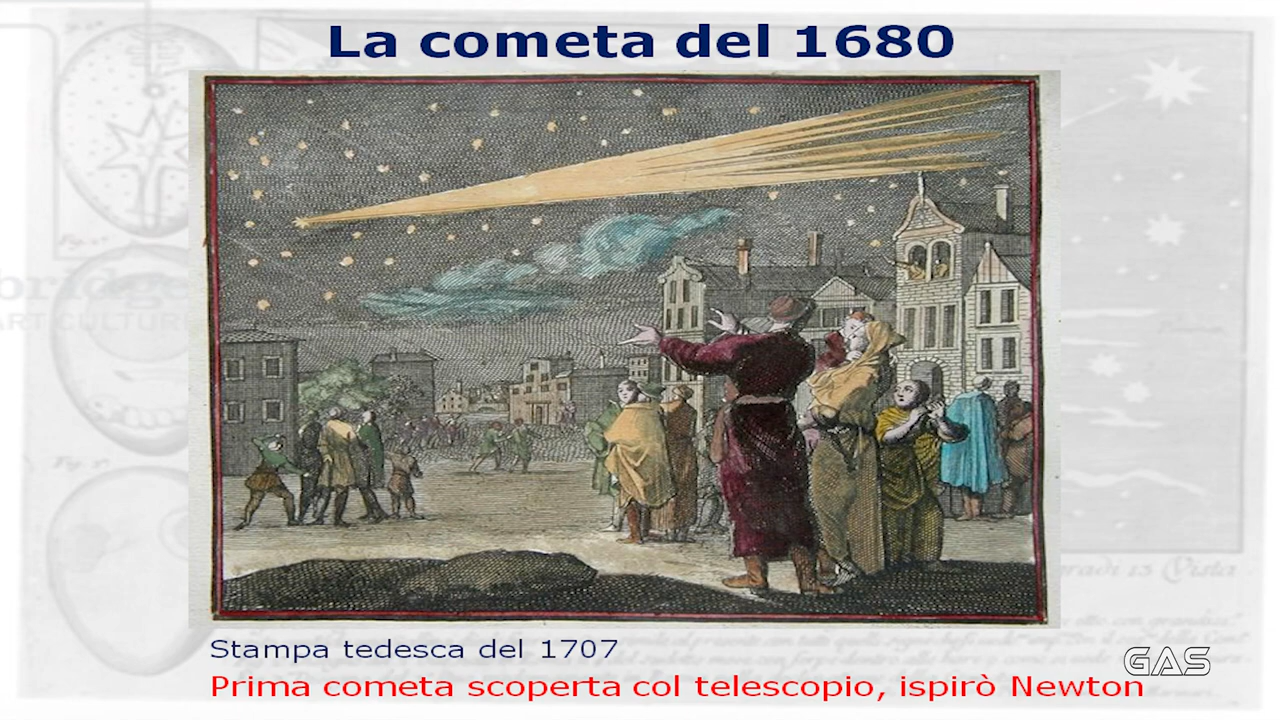 La cometa del 1680
Stampa tedesca del 1707
GAS
Prima cometa scoperta col telescopio, ispirò Newton